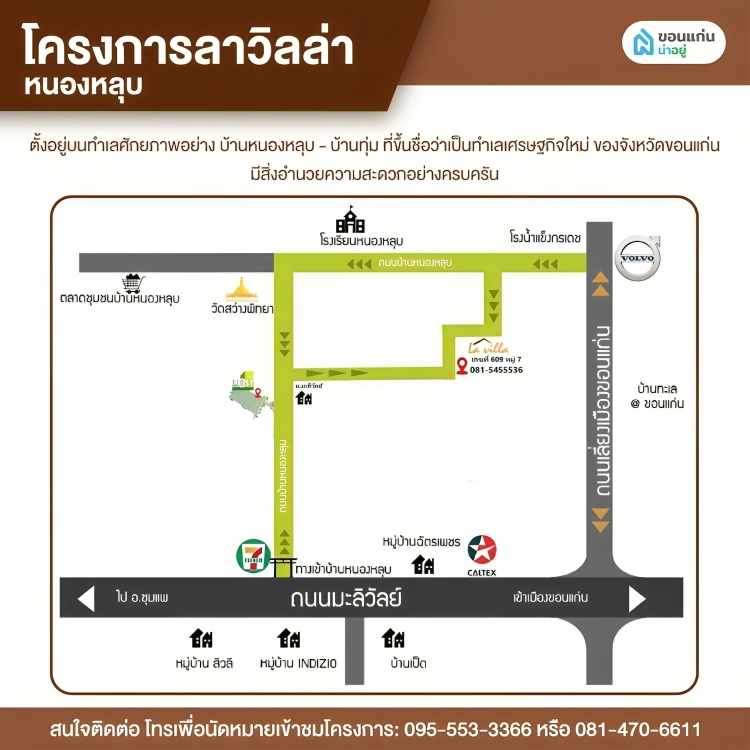 โครงการลาวิลล่า
หนองหลุบ
ขอนแก่น
น่าอยู่
ตั้งอยู่บนทำเลศักยภาพอย่าง บ้านหนองหลุบ - บ้านทุ่ม ที่ขึ้นชื่อว่าเป็นทำเลเศรษฐกิจใหม่ ของจังหวัดขอนแก่น
มีสิ่งอำนวยความสะดวกอย่างครบครัน
โรงเรียนหนองหลุบ
โรงน้ำแข็งกรเดช
VOLVO
ถนนบ้านหนองหลุบ
ตลาดชุมชนบ้านหนองหลุบ
วัดสว่างพิทยา
La villa
เลขที่ 609 หมู่ 7
081-5455536
บ้านทะเล
@ ขอนแก่น
ถนนเลี่ยงเมืองขอนแก่น
ถนนบ้านหนองหลุบ
หมู่บ้านฉัตรเพชร
7
ELEVEN
ทางเข้าบ้านหนองหลุบ
CALTEX
ไป อ.ชุมแพ
ถนนมะลิวัลย์
เข้าเมืองขอนแก่น
หมู่บ้าน สิวลี
หมู่บ้าน INDIZIO
บ้านเป็ด
สนใจติดต่อ โทรเพื่อนัดหมายเข้าชมโครงการ: 095-553-3366 หรือ 081-470-6611